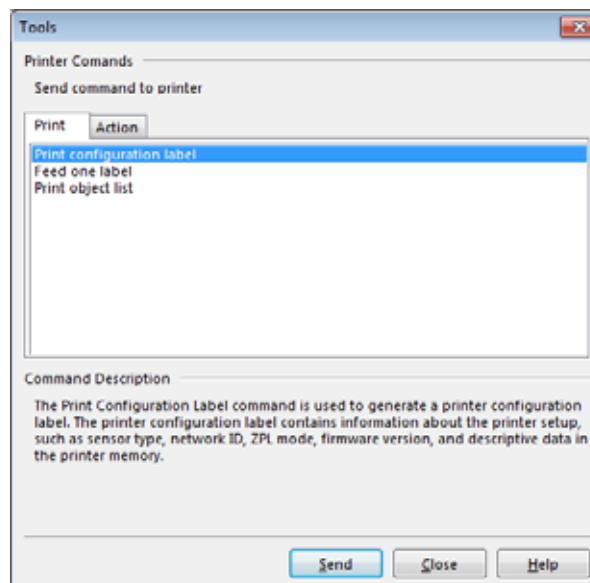 Tools
Printer Comands
Send command to printer
Print
Action
Print configuration label
Feed one label
Print object list
Command Description
The Print Configuration Label command is used to generate a printer configuration
label. The printer configuration label contains information about the printer setup,
such as sensor type, network ID, ZPL mode, firmware version, and descriptive data in
the printer memory.
Send
Close
Help